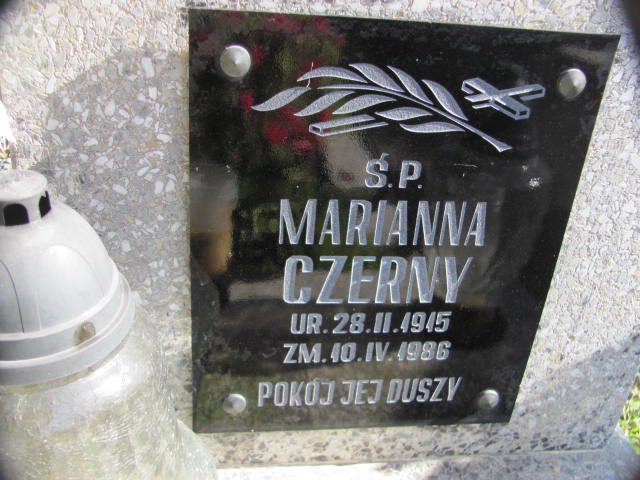 Ś.P.
MARIANNA
CZERNY
UR. 28.II.1915
ZM. 10.IV.1986
POKÓJ JEJ DUSZY